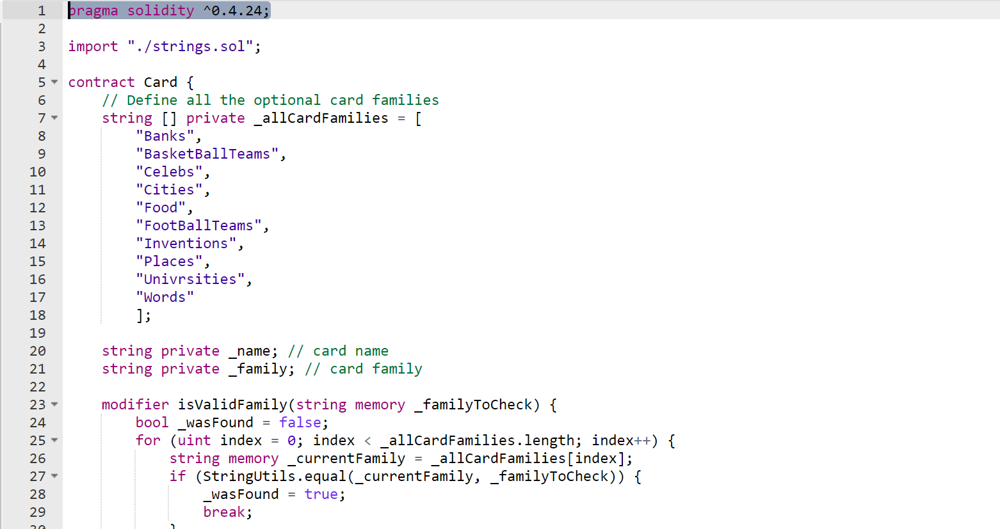 1 pragma solidity ^0.4.24;
2
3 import "./strings.sol";
4
5 contract Card {
6     // Define all the optional card families
7     string [] private _allCardFamilies = [
8         "Banks",
9         "BasketBallTeams",
10         "Celebs",
11         "Cities",
12         "Food",
13         "FootBallTeams",
14         "Inventions",
15         "Places",
16         "Univrsities",
17         "Words"
18         ];
19
20     string private _name; // card name
21     string private _family; // card family
22
23     modifier isValidFamily(string memory _familyToCheck) {
24         bool _wasFound = false;
25         for (uint index = 0; index < _allCardFamilies.length; index++) {
26             string memory _currentFamily = _allCardFamilies[index];
27             if (StringUtils.equal(_currentFamily, _familyToCheck)) {
28                 _wasFound = true;
29                 break;
30             }